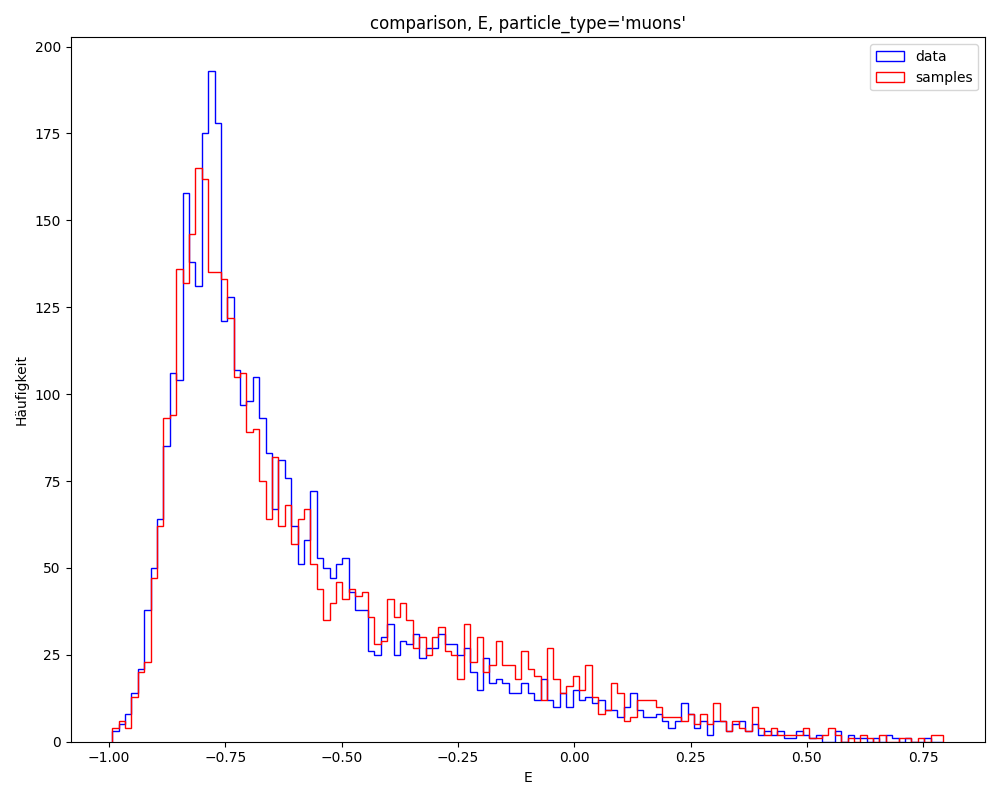 comparison, E, particle_type='muons'
data
samples
200
175
150
125
100
75
50
25
0
Häufigkeit
−1.00 −0.75 −0.50 −0.25 0.00 0.25 0.50 0.75
E